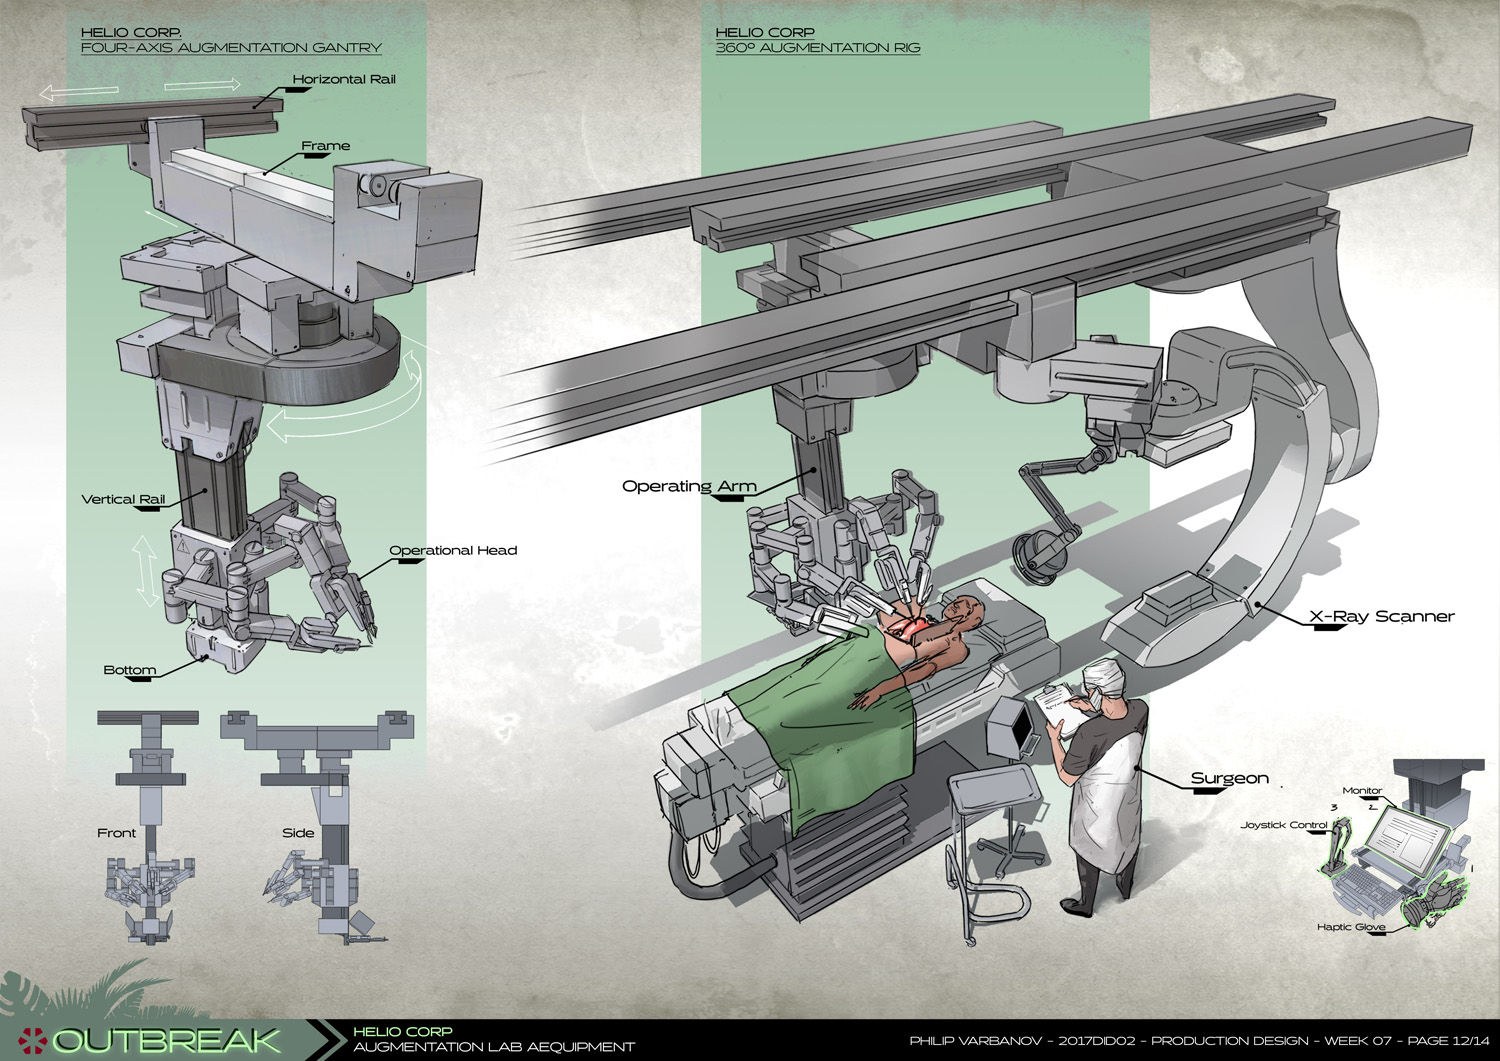 HELIO CORP.
FOUR-AXIS AUGMENTATION GANTRY
Horizontal Rail
Frame
Vertical Rail
Operational Head
Bottom
Front
Side
HELIO CORP
360º AUGMENTATION RIG
Operating Arm
X-Ray Scanner
Surgeon
Monitor
3
2
Joystick Control
1
Haptic Glove
OUTBREAK
HELIO CORP
AUGMENTATION LAB AEQUIPMENT
PHILIP VARBANOV - 2017DID02 - PRODUCTION DESIGN - WEEK 07 - PAGE 12/14